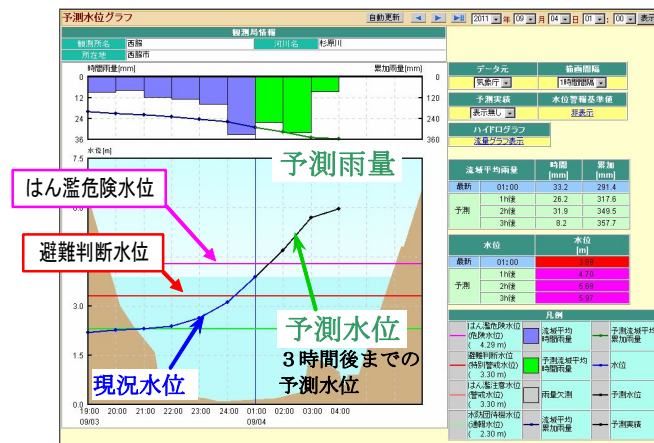 予測水位グラフ
自動更新 2011 年 09 月 04 日 01 : 00 表示
観測局情報
観測所名 西脇 河川名 杉原川
所在地 西脇市
時間雨量[mm] 累加雨量[mm]
0 0
12 120
24 240
36 360
水位[m]
7.5
6.0
3.0
1.5
0.0
19:00 20:00 21:00 22:00 23:00 24:00 01:00 02:00 03:00 04:00
09/03 09/04
予測雨量
はん濫危険水位
避難判断水位
予測水位
3時間後までの
予測水位
現況水位
データ元 描画間隔
気象庁 1時間間隔
予測実績 水位警報基準値
表示無し 非表示
ハイドログラフ
流量グラフ表示
流域平均雨量 時間[mm] 累加[mm]
最新 01:00 33.2 291.4
予測 1h後 26.2 317.6
2h後 31.9 349.5
3h後 8.2 357.7
水位 水位[m]
最新 01:00 3.89
予測 1h後 4.70
2h後 5.69
3h後 5.97
凡例
はん濫危険水位(危険水位)( 4.29 m) 流域平均時間雨量 予測流域平均累加雨量
避難判断水位(特別警戒水位)( 3.30 m) 予測流域平均時間雨量 水位
はん濫注意水位(警戒水位)( 3.30 m) 雨量欠測 予測水位
水防団待機水位(通報水位)( 2.30 m) 流域平均累加雨量 予測実績